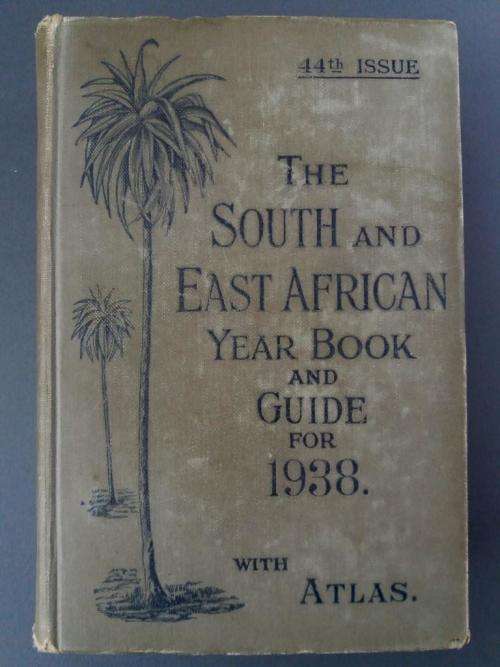 44th ISSUE
THE
SOUTH AND
EAST AFRICAN
YEAR BOOK
AND
GUIDE
FOR
1938.
WITH
ATLAS.